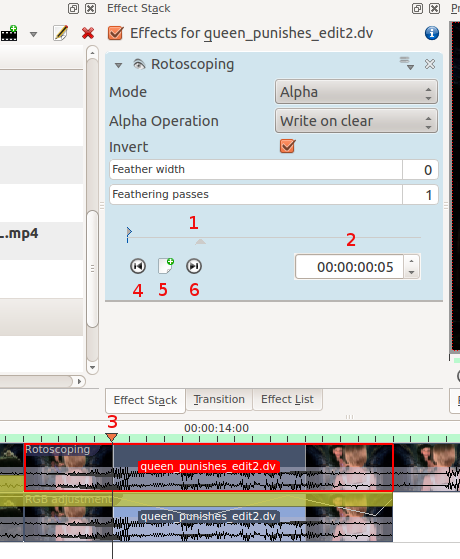 Effect Stack
Effects for queen_punishes_edit2.dv
Rotoscoping
Mode
Alpha
Alpha Operation
Write on clear
Invert
Feather width
0
Feathering passes
1
L.mp4
1
2
00:00:00:05
4
5
6
Effect Stack
Transition
Effect List
3
00:00:14:00
Rotoscoping
queen_punishes_edit2.dv
RGB adjustment
queen_punishes_edit2.dv